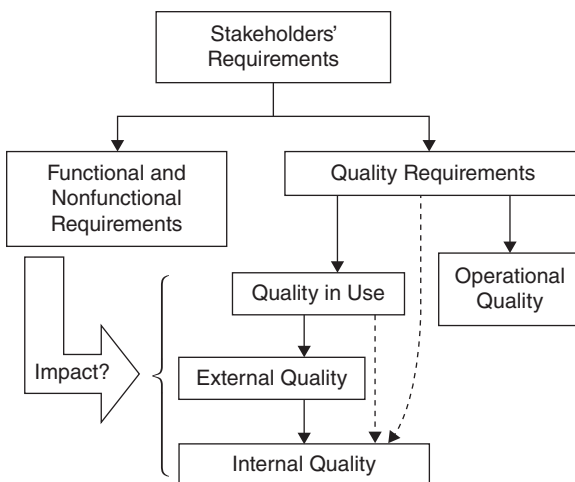 Stakeholders'
Requirements
Functional and
Nonfunctional
Requirements
Quality Requirements
Operational
Quality
Quality in Use
Impact?
External Quality
Internal Quality